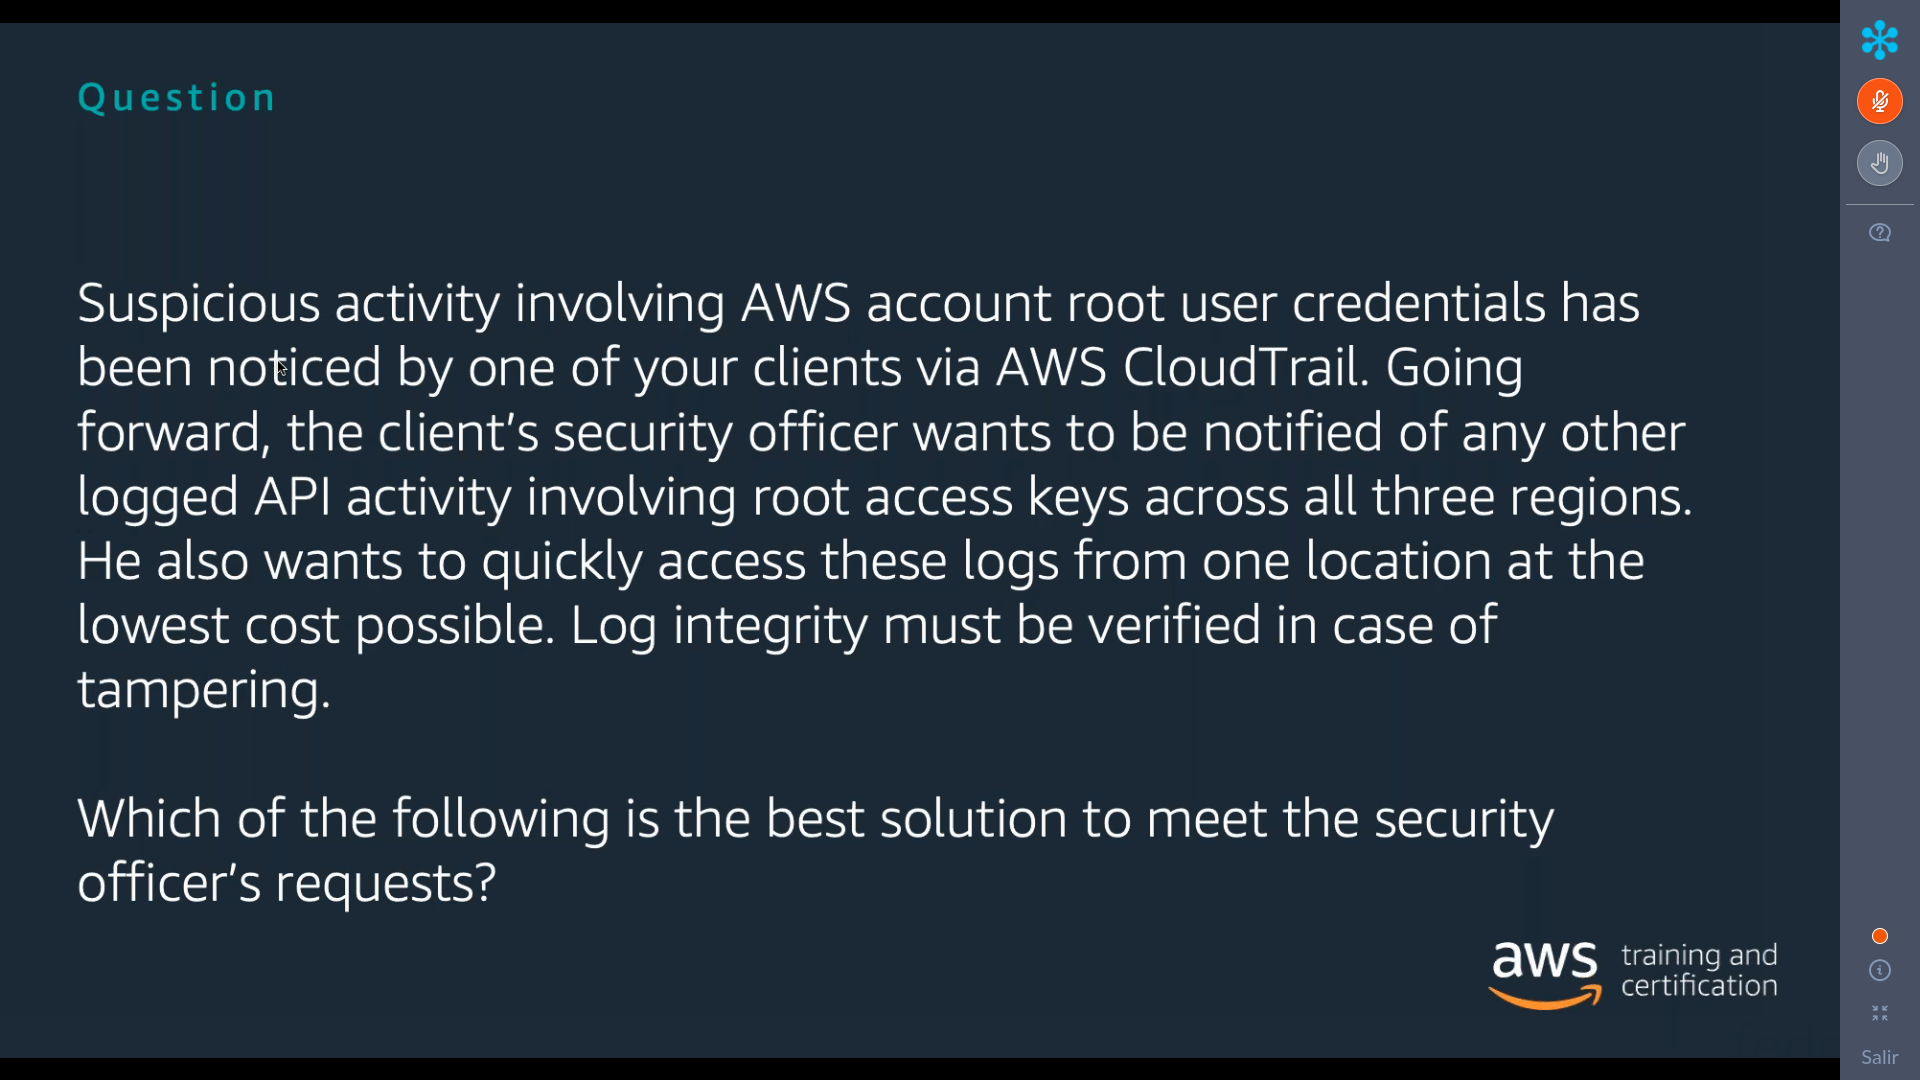 Question
Suspicious activity involving AWS account root user credentials has
been noticed by one of your clients via AWS CloudTrail. Going
forward, the client’s security officer wants to be notified of any other
logged API activity involving root access keys across all three regions.
He also wants to quickly access these logs from one location at the
lowest cost possible. Log integrity must be verified in case of
tampering.
Which of the following is the best solution to meet the security
officer’s requests?
aws training and
certification
Salir